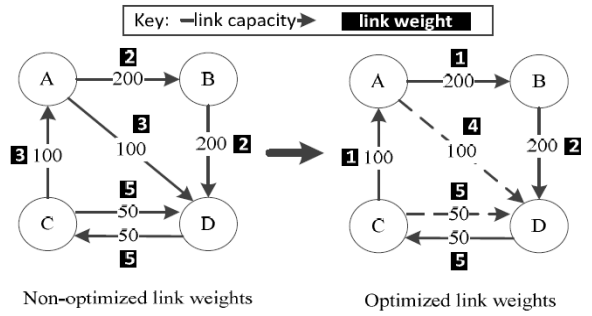 Key: link capacity link weight
2 1
A 200 B A 200 B
3 4
3 100 100 200 2 1 100 100 200 2
5 5
C 50 D C 50 D
50 50
5 5
Non-optimized link weights Optimized link weights